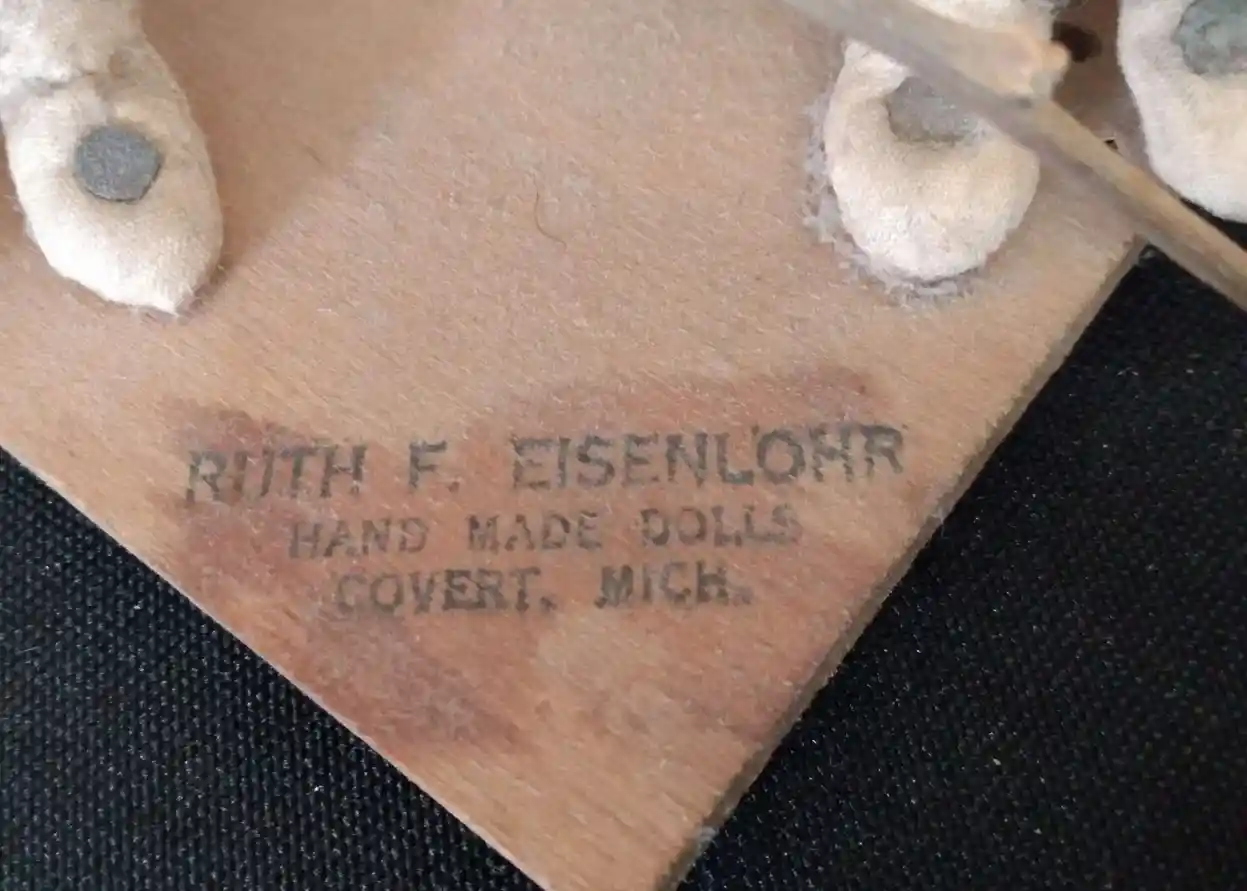 RUTH F. EISENLOHR
HAND MADE DOLLS
COVERT, MICH.